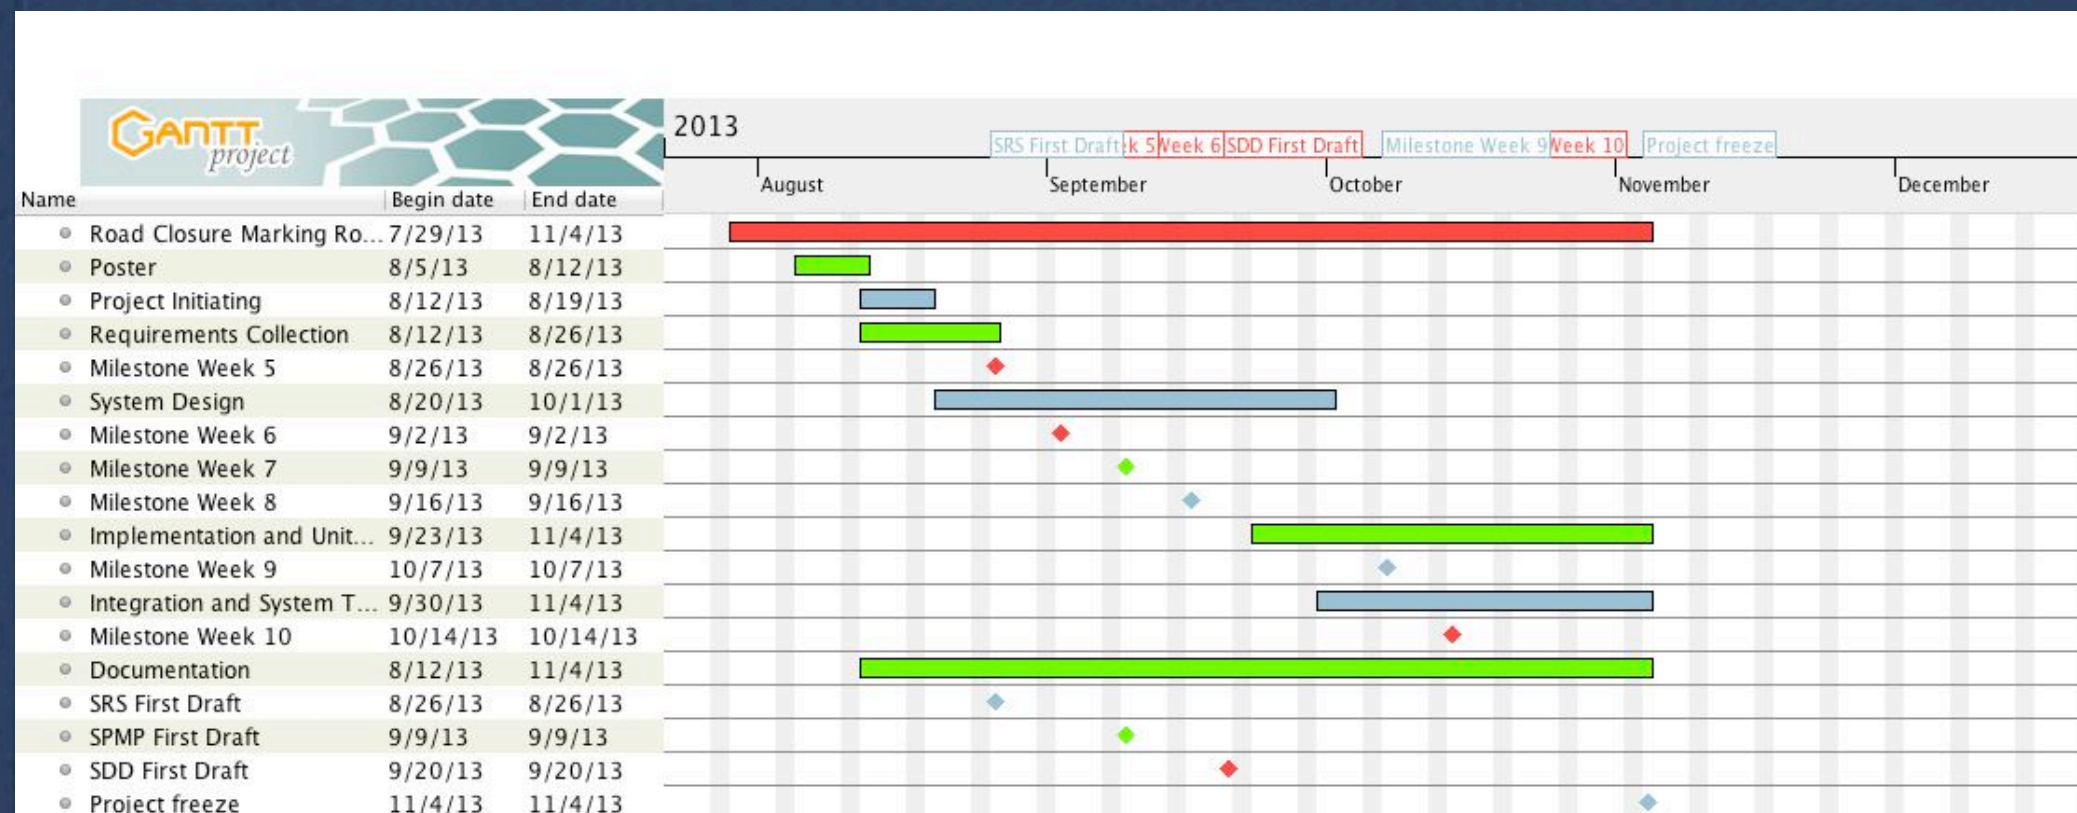 GANTT
project
2013
SRS First Draft k 5 Week 6 SDD First Draft Milestone Week 9 Week 10 Project freeze
August September October November December
Name Begin date End date
Road Closure Marking Ro... 7/29/13 11/4/13
Poster 8/5/13 8/12/13
Project Initiating 8/12/13 8/19/13
Requirements Collection 8/12/13 8/26/13
Milestone Week 5 8/26/13 8/26/13
System Design 8/20/13 10/1/13
Milestone Week 6 9/2/13 9/2/13
Milestone Week 7 9/9/13 9/9/13
Milestone Week 8 9/16/13 9/16/13
Implementation and Unit... 9/23/13 11/4/13
Milestone Week 9 10/7/13 10/7/13
Integration and System T... 9/30/13 11/4/13
Milestone Week 10 10/14/13 10/14/13
Documentation 8/12/13 11/4/13
SRS First Draft 8/26/13 8/26/13
SPMP First Draft 9/9/13 9/9/13
SDD First Draft 9/20/13 9/20/13
Project freeze 11/4/13 11/4/13